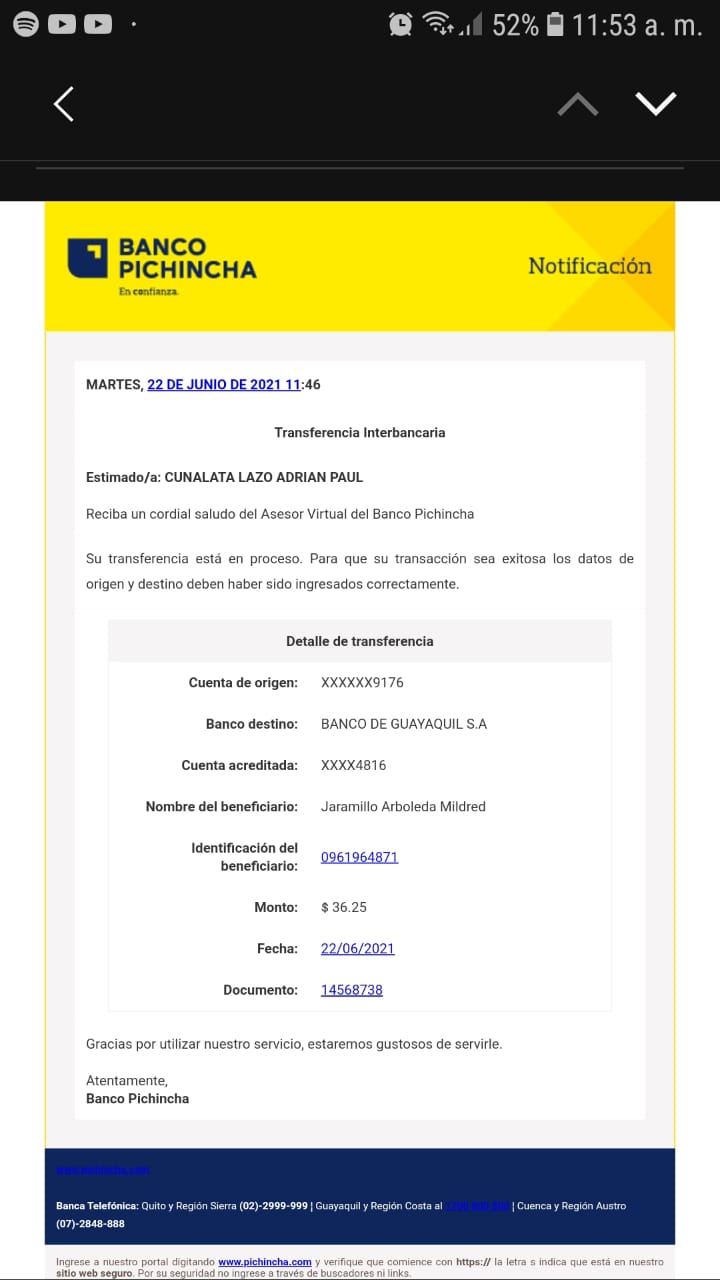 52% 11:53 a. m.
BANCO
PICHINCHA
En confianza.
Notificación
MARTES, 22 DE JUNIO DE 2021 11:46
Transferencia Interbancaria
Estimado/a: CUNALATA LAZO ADRIAN PAUL
Reciba un cordial saludo del Asesor Virtual del Banco Pichincha
Su transferencia está en proceso. Para que su transacción sea exitosa los datos de
origen y destino deben haber sido ingresados correctamente.
Detalle de transferencia
Cuenta de origen: XXXXXX9176
Banco destino: BANCO DE GUAYAQUIL S.A
Cuenta acreditada: XXXX4816
Nombre del beneficiario: Jaramillo Arboleda Mildred
Identificación del
beneficiario: 0961964871
Monto: $ 36.25
Fecha: 22/06/2021
Documento: 14568738
Gracias por utilizar nuestro servicio, estaremos gustosos de servirle.
Atentamente,
Banco Pichincha
www.pichincha.com
Banca Telefónica: Quito y Región Sierra (02)-2999-999 | Guayaquil y Región Costa al | Cuenca y Región Austro
(07)-2848-888
Ingrese a nuestro portal digitando www.pichincha.com y verifique que comience con https:// la letra s indica que está en nuestro
sitio web seguro. Por su seguridad no ingrese a través de buscadores ni links.